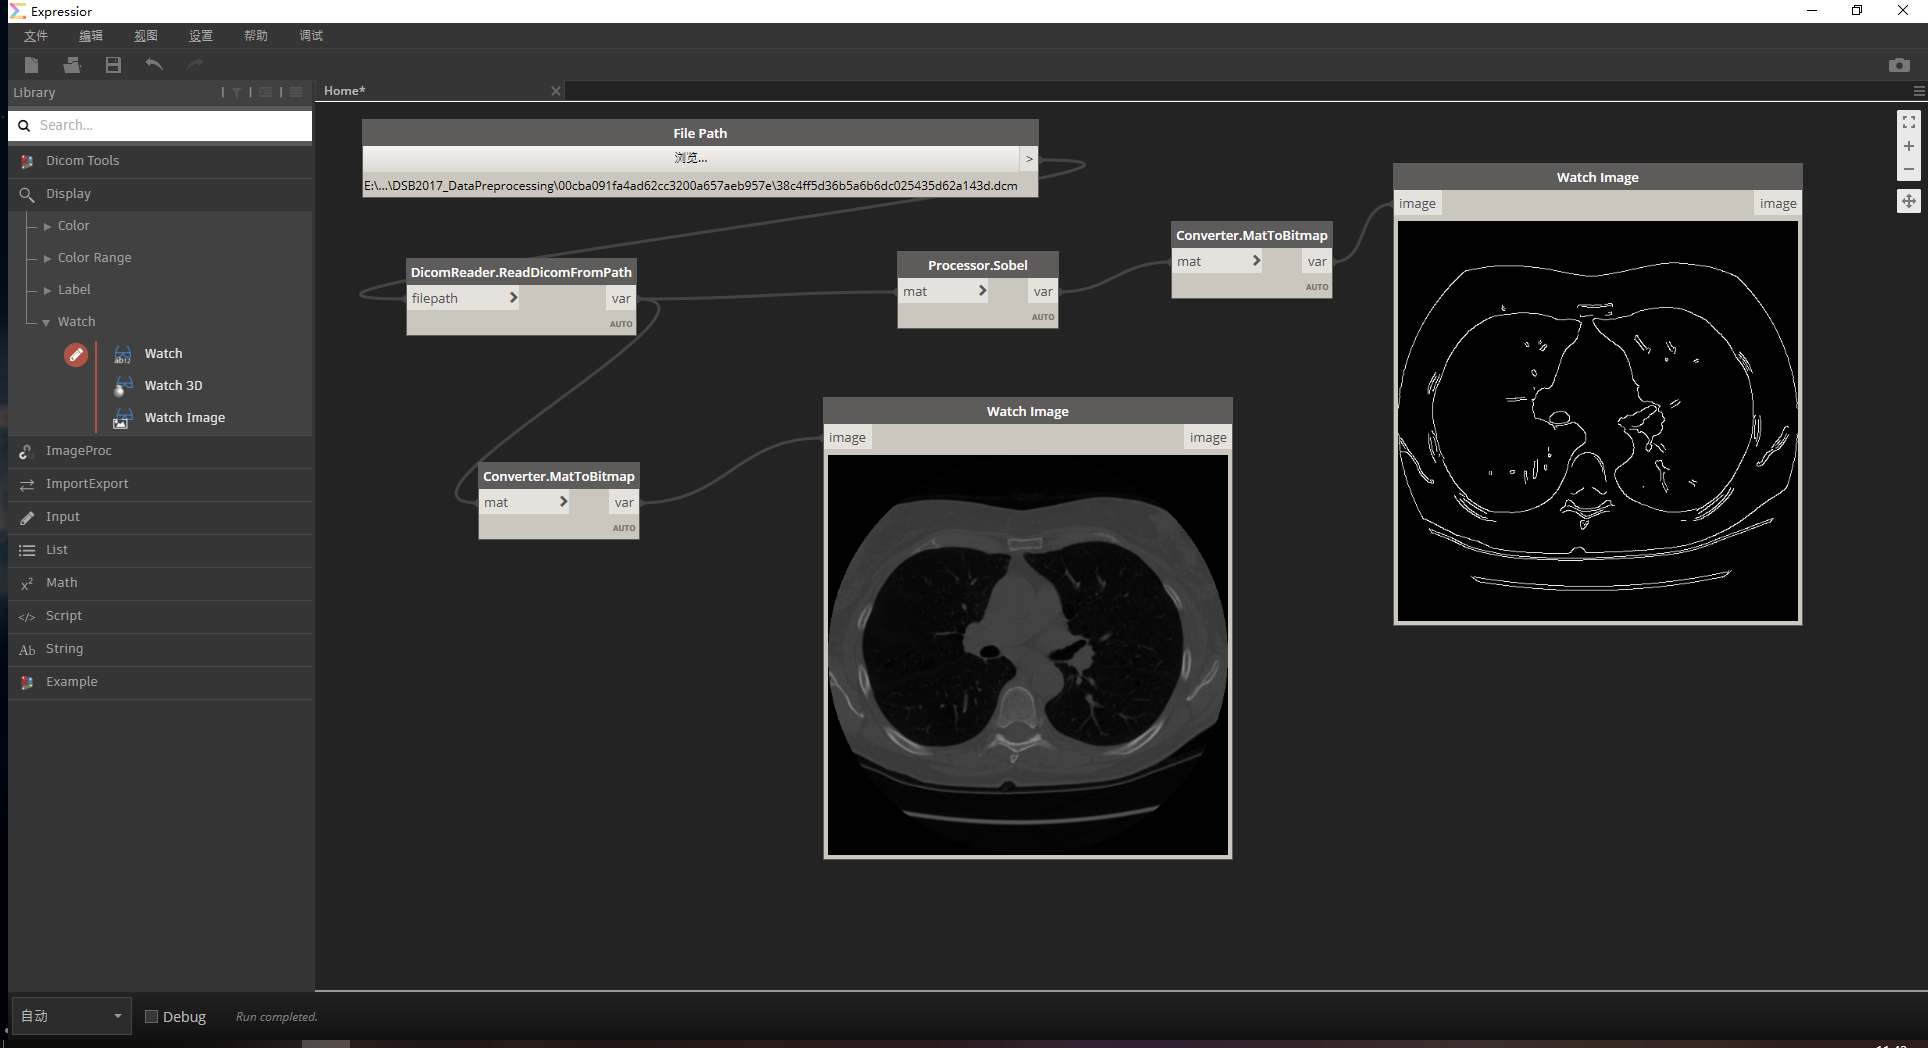 Expressior
文件 编辑 视图 设置 帮助 调试
Library
Home*
Search...
Dicom Tools
Display
Color
Color Range
Label
Watch
Watch
Watch 3D
Watch Image
ImageProc
ImportExport
Input
List
Math
Script
Ab String
Example
File Path
浏览... >
E:\...\DSB2017_DataPreprocessing\00cba091fa4ad62cc3200a657aeb957e\38c4ff5d36b5a6b6dc025435d62a143d.dcm
DicomReader.ReadDicomFromPath
filepath > var
AUTO
Processor.Sobel
mat > var
AUTO
Converter.MatToBitmap
mat > var
AUTO
Watch Image
image image
Converter.MatToBitmap
mat > var
AUTO
Watch Image
image image
自动 Debug Run completed.